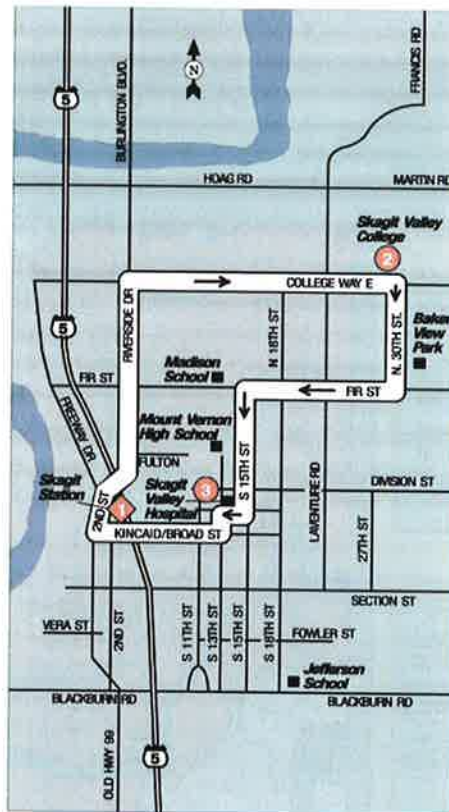 FRANCIS RD
5
BURLINGTON BLVD.
N
HOAG RD
MARTIN RD
Skagit Valley
College
2
COLLEGE WAY E
RIVERSIDE DR
5
N 18TH ST
N. 30TH ST.
Baker
View
Park
Madison
School
FIR ST
FIR ST
FREEWAY DR
Mount Vernon
High School
FULTON
S 15TH ST
LAVENTURE RD
Skagit
Station
2ND ST
1
Skagit
Valley
Hospital
3
DIVISION ST
KINCAID/BROAD ST
27TH ST
SECTION ST
VERA ST
2ND ST
S 11TH ST
S 13TH ST
S 15TH ST
S 18TH ST
FOWLER ST
Jefferson
School
BLACKBURN RD
BLACKBURN RD
OLD HWY 99
5